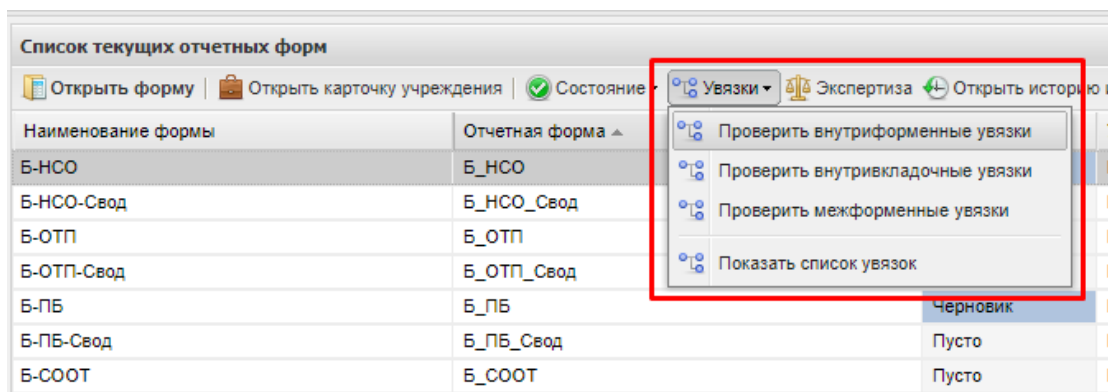 Список текущих отчетных форм
Открыть форму Открыть карточку учреждения Состояние Увязки Экспертиза Открыть историю
Наименование формы Отчетная форма
Проверить внутриформенные увязки
Б-НСО Б_НСО
Проверить внутривкладочные увязки
Б-НСО-Свод Б_НСО_Свод
Проверить межформенные увязки
Б-ОТП Б_ОТП
Б-ОТП-Свод Б_ОТП_Свод
Показать список увязок
Б-ПБ Б_ПБ Черновик
Б-ПБ-Свод Б_ПБ_Свод Пусто
Б-СООТ Б_СООТ Пусто